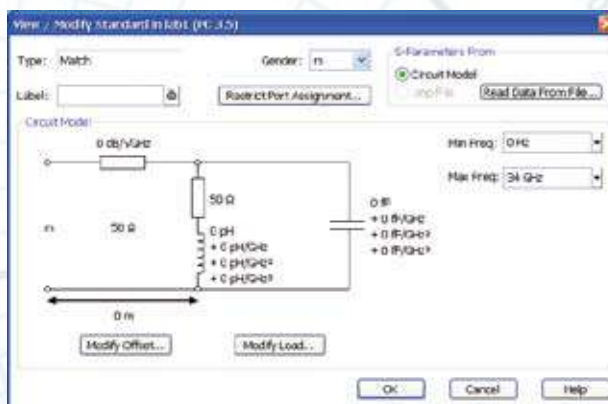 View / Modify Standard in lab1 (PC 3.5)
Type: Match
Gender: m
S-Parameters From
Circuit Model
Read Data From File...
Label:
Restrict Port Assignment...
Circuit Model
0 dB/√GHz
Min Freq: 0 Hz
Max Freq: 36 GHz
50 Ω
0 pH
+ 0 pH/GHz
+ 0 pH/GHz²
+ 0 pH/GHz³
0 fF
+ 0 fF/GHz
+ 0 fF/GHz²
+ 0 fF/GHz³
m
50 Ω
0 m
Modify Offset...
Modify Load...
OK
Cancel
Help